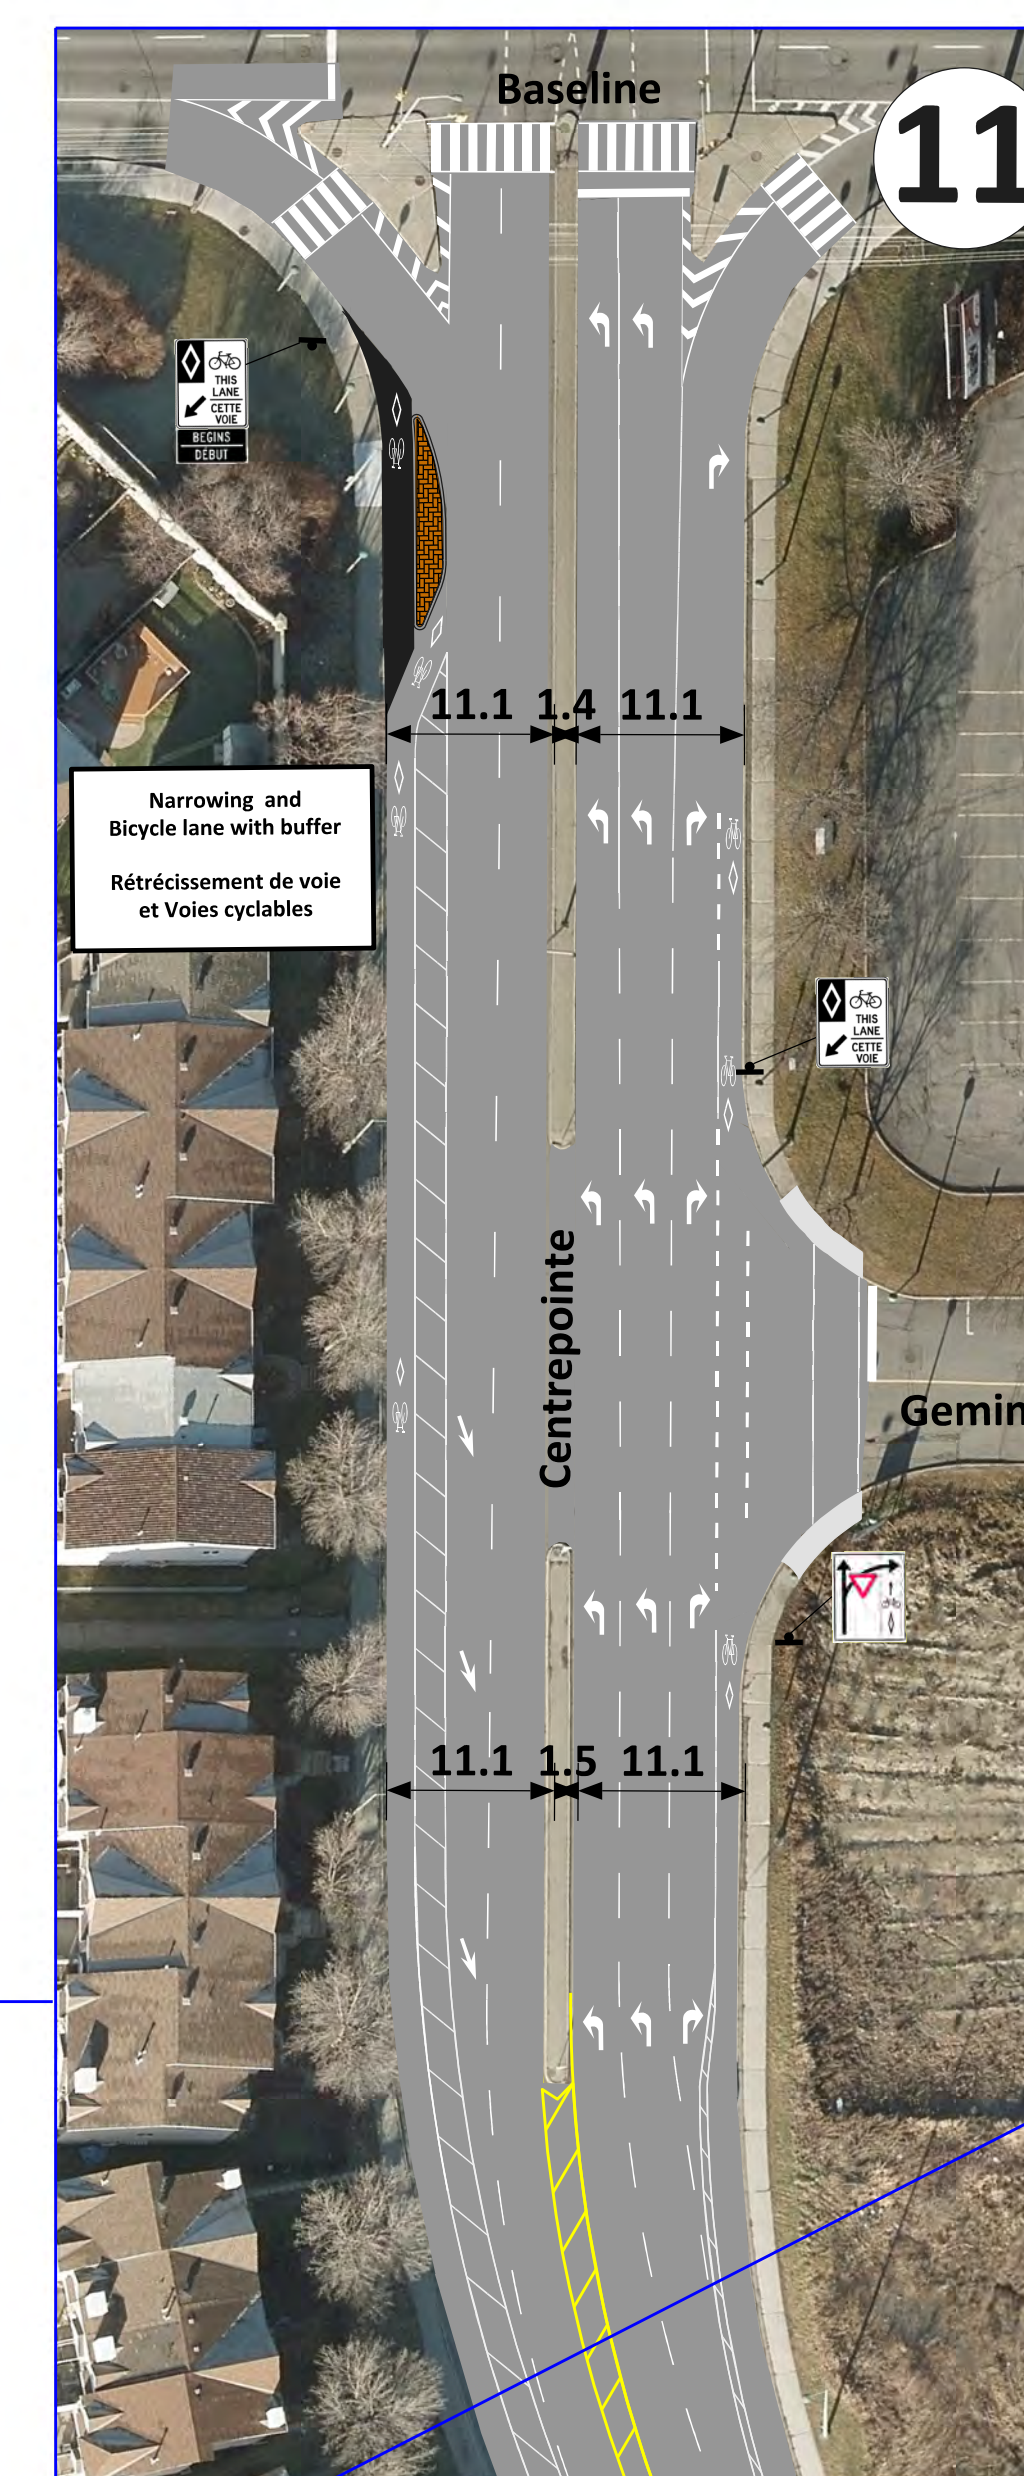 Baseline
11
THIS
LANE
CETTE
VOIE
BEGINS
DÉBUT
11.1 1.4 11.1
Narrowing and
Bicycle lane with buffer
Rétrécissement de voie
et Voies cyclables
THIS
LANE
CETTE
VOIE
Centrepointe
Gemin
11.1 1.5 11.1